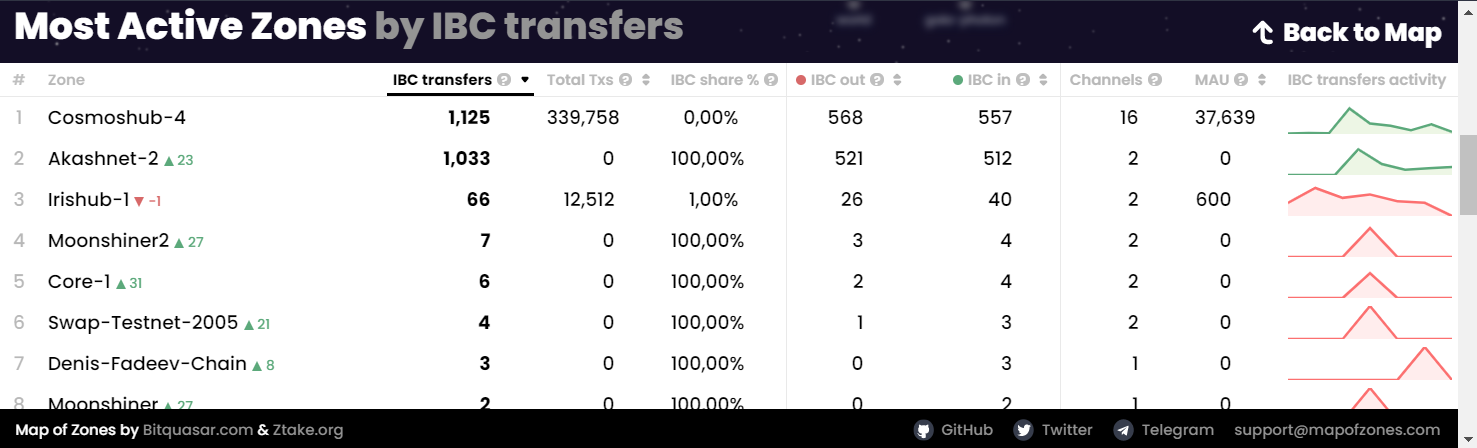 Most Active Zones by IBC transfers
Back to Map
# Zone IBC transfers Total Txs IBC share % IBC out IBC in Channels MAU IBC transfers activity
1 Cosmoshub-4 1,125 339,758 0,00% 568 557 16 37,639
2 Akashnet-2 ▲ 23 1,033 0 100,00% 521 512 2 0
3 Irishub-1 ▼ -1 66 12,512 1,00% 26 40 2 600
4 Moonshiner2 ▲ 27 7 0 100,00% 3 4 2 0
5 Core-1 ▲ 31 6 0 100,00% 2 4 2 0
6 Swap-Testnet-2005 ▲ 21 4 0 100,00% 1 3 2 0
7 Denis-Fadeev-Chain ▲ 8 3 0 100,00% 0 3 1 0
8 Moonshiner ▲ 27 2 0 100,00% 0 2 1 0
Map of Zones by Bitquasar.com & Ztake.org GitHub Twitter Telegram support@mapofzones.com